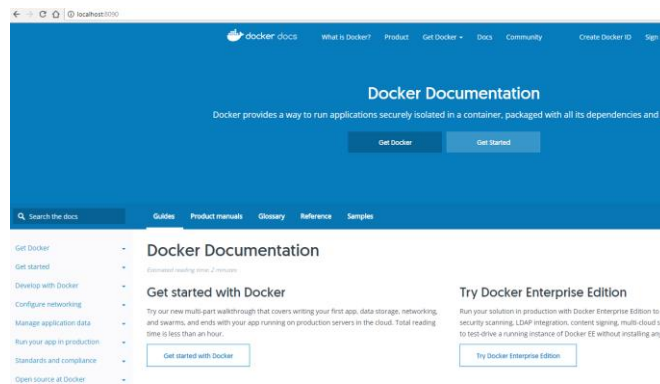 localhost:8090
docker docs What is Docker? Product Get Docker Docs Community Create Docker ID Sign
Docker Documentation
Docker provides a way to run applications securely isolated in a container, packaged with all its dependencies and
Get Docker Get Started
Search the docs Guides Product manuals Glossary Reference Samples
Get Docker
Get started
Develop with Docker
Configure networking
Manage application data
Run your app in production
Standards and compliance
Open source at Docker
Docker Documentation
Estimated reading time: 2 minutes
Get started with Docker
Try our new multi-part walkthrough that covers writing your first app, data storage, networking,
and swarms, and ends with your app running on production servers in the cloud. Total reading
time is less than an hour.
Get started with Docker
Try Docker Enterprise Edition
Run your solution in production with Docker Enterprise Edition to
security scanning, LDAP integration, content signing, multi-cloud s
to test-drive a running instance of Docker EE without installing any
Try Docker Enterprise Edition